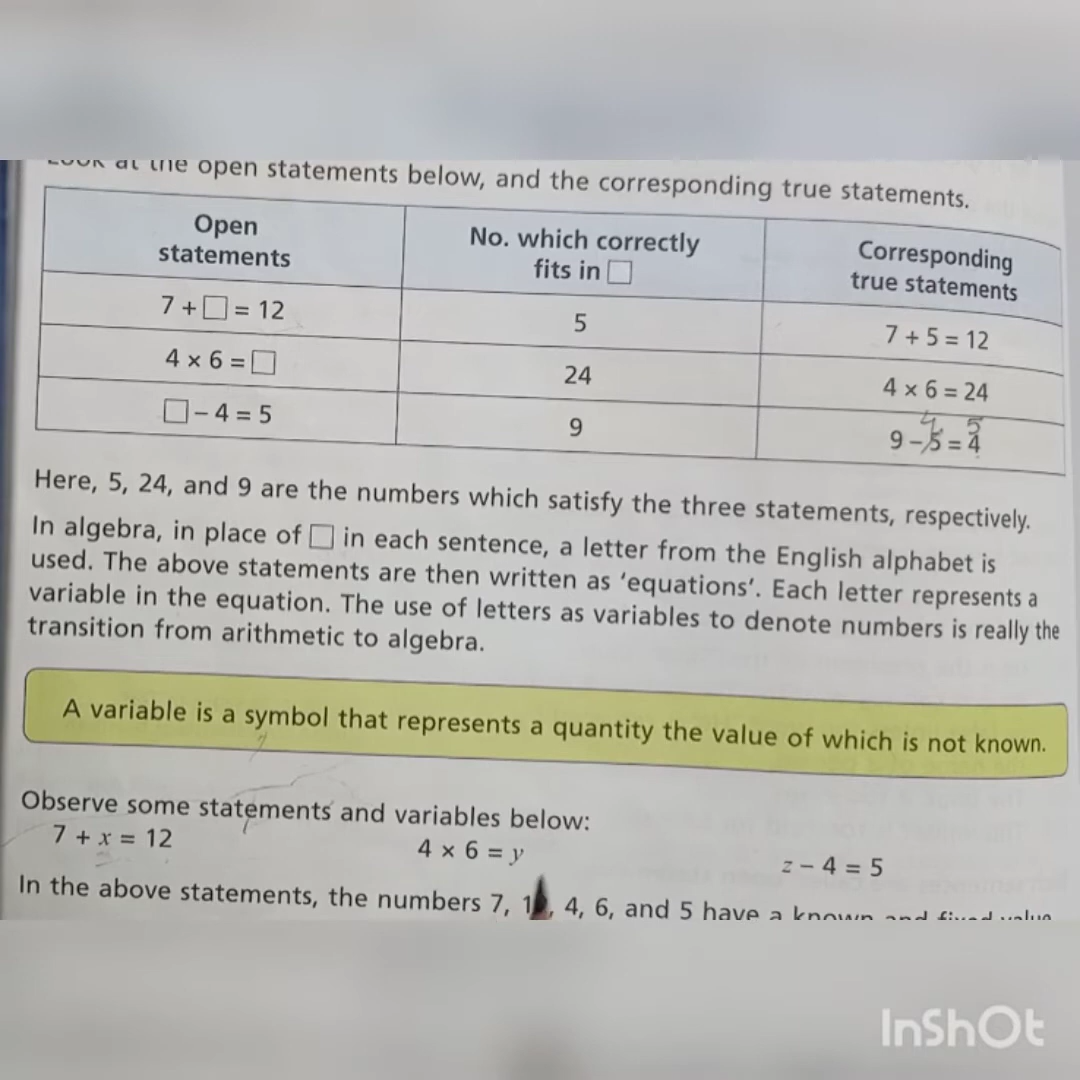 Look at the open statements below, and the corresponding true statements.
Open statements
No. which correctly fits in □
Corresponding true statements
7 + □ = 12
5
7 + 5 = 12
4 × 6 = □
24
4 × 6 = 24
□ – 4 = 5
9
4 5
9 – 5 = 4
Here, 5, 24, and 9 are the numbers which satisfy the three statements, respectively.
In algebra, in place of □ in each sentence, a letter from the English alphabet is
used. The above statements are then written as ‘equations’. Each letter represents a
variable in the equation. The use of letters as variables to denote numbers is really the
transition from arithmetic to algebra.
A variable is a symbol that represents a quantity the value of which is not known.
Observe some statements and variables below:
7 + x = 12
4 × 6 = y
z – 4 = 5
In the above statements, the numbers 7, 4, 6, and 5 have a known and fixed value
InShOt